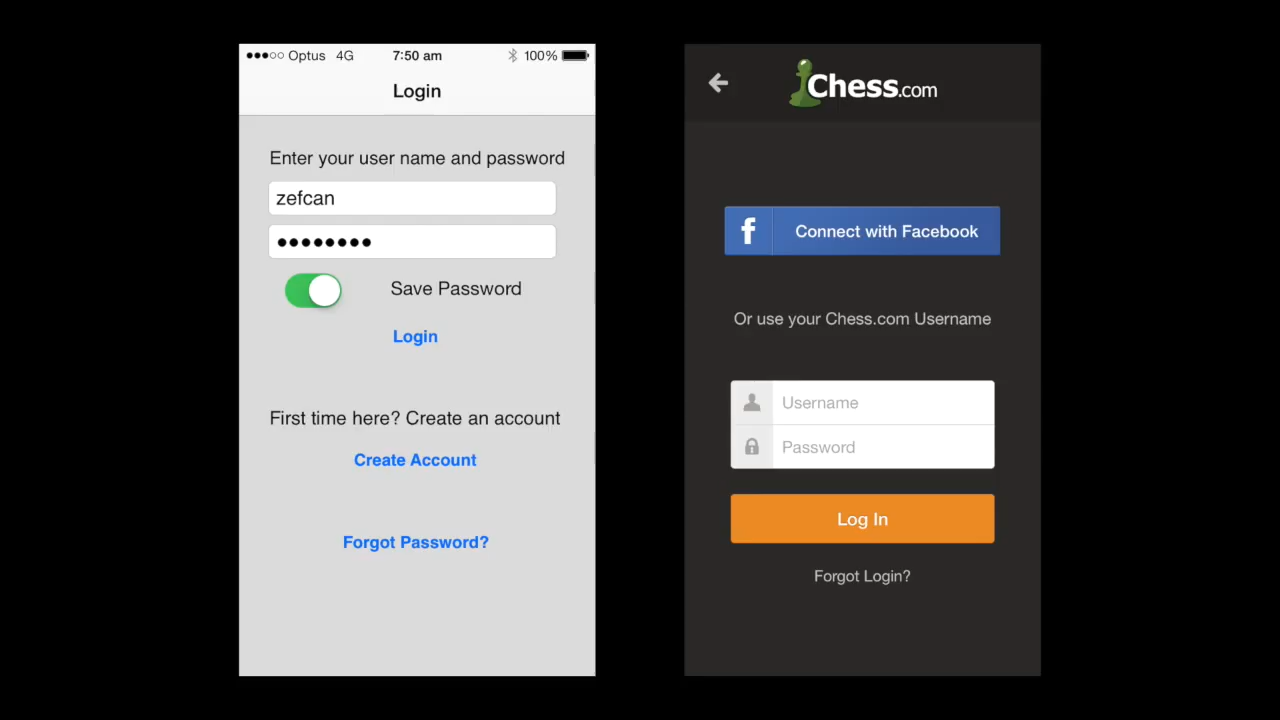 ●●●○○ Optus 4G 7:50 am 100%
Login
Enter your user name and password
zefcan
●●●●●●●●
Save Password
Login
First time here? Create an account
Create Account
Forgot Password?
Chess.com
f Connect with Facebook
Or use your Chess.com Username
Username
Password
Log In
Forgot Login?